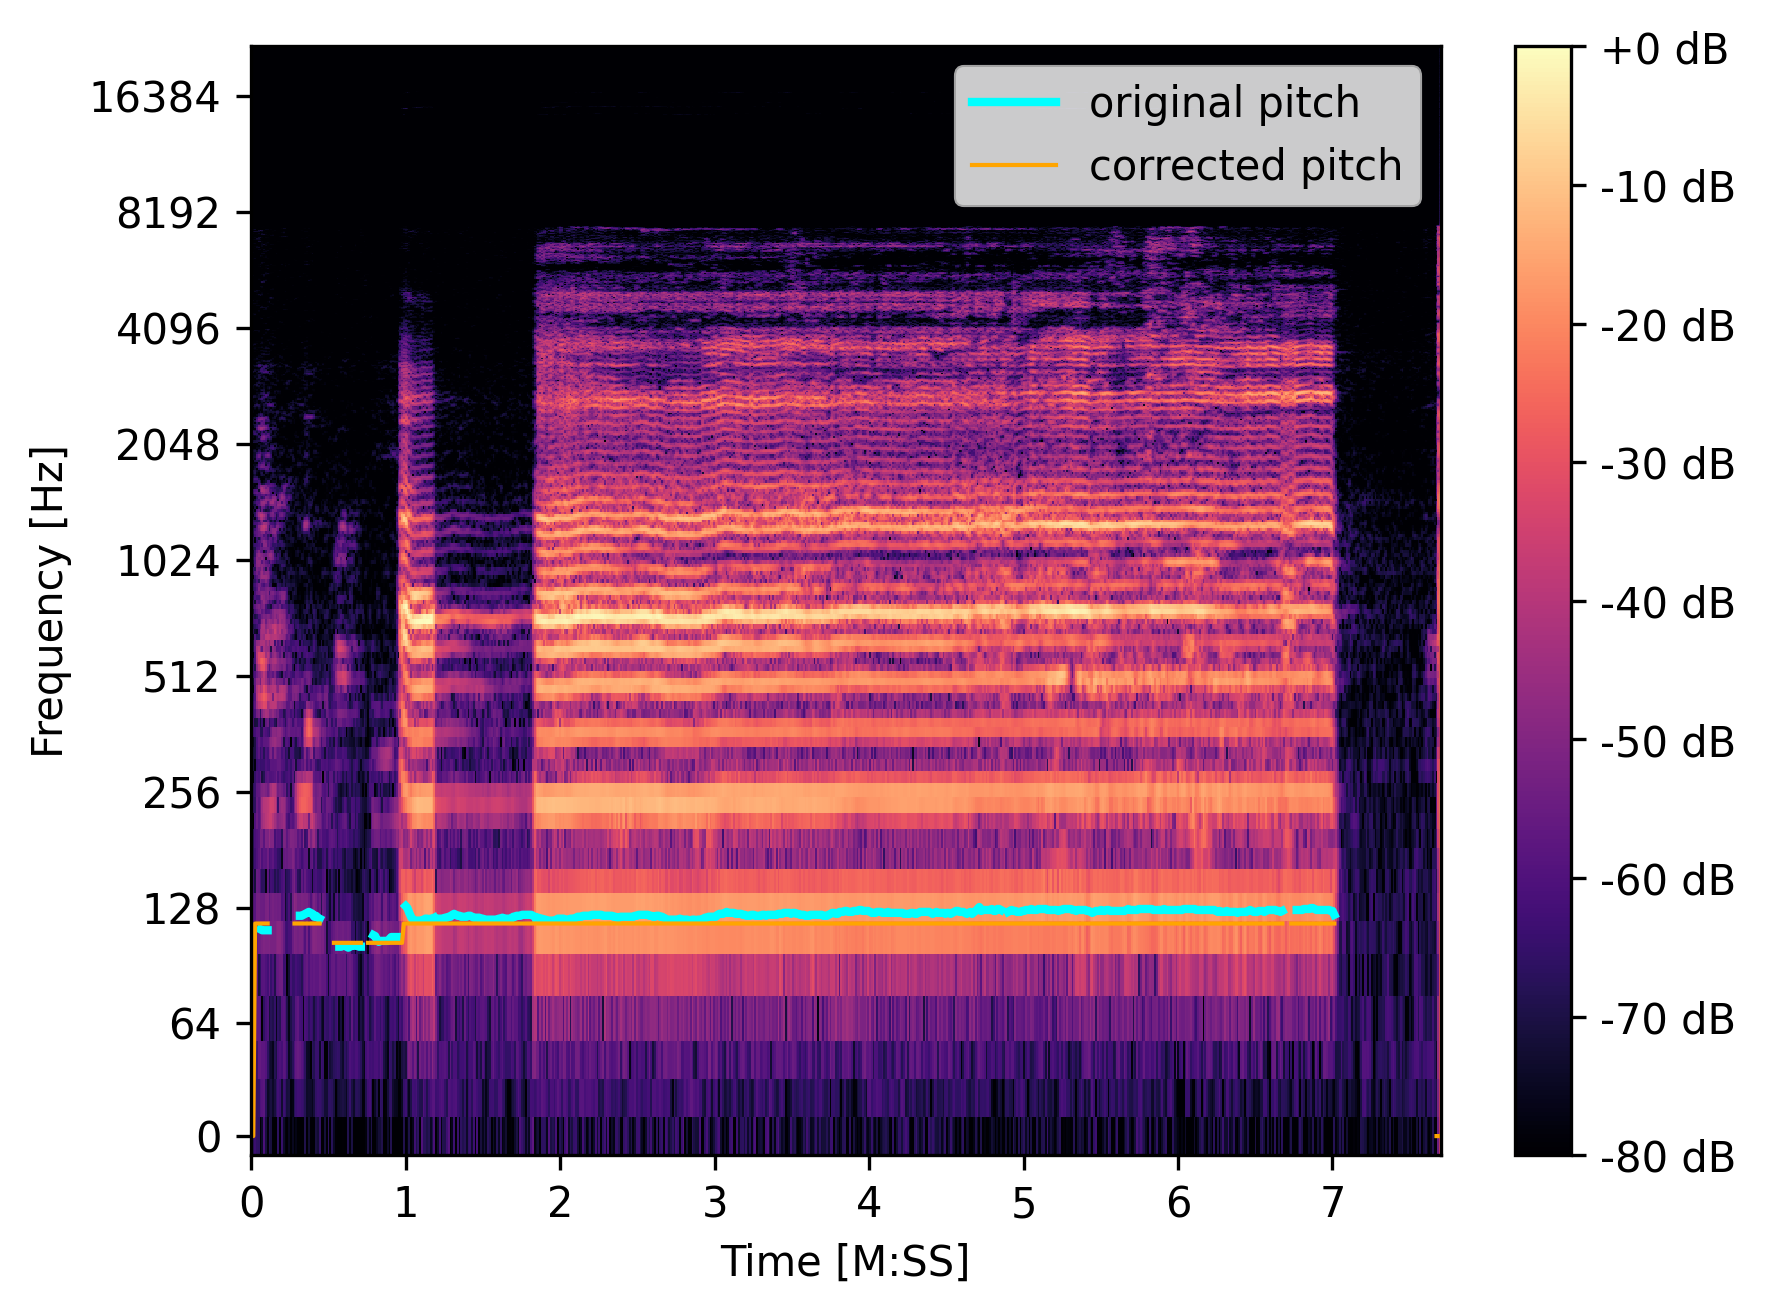 16384
8192
4096
2048
1024
512
256
128
64
0
Frequency [Hz]
0 1 2 3 4 5 6 7
Time [M:SS]
original pitch
corrected pitch
+0 dB
-10 dB
-20 dB
-30 dB
-40 dB
-50 dB
-60 dB
-70 dB
-80 dB